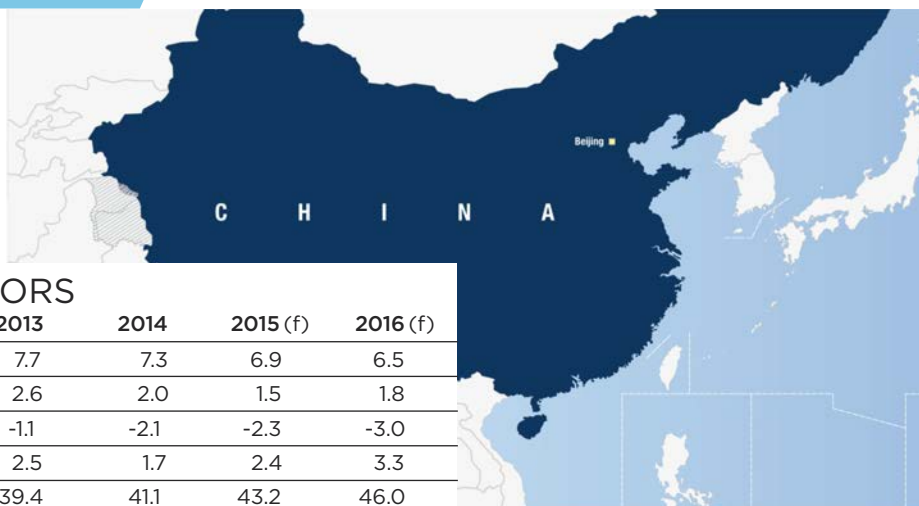 Beijing
C H I N A
ORS
2013 2014 2015 (f) 2016 (f)
7.7 7.3 6.9 6.5
2.6 2.0 1.5 1.8
-1.1 -2.1 -2.3 -3.0
2.5 1.7 2.4 3.3
39.4 41.1 43.2 46.0